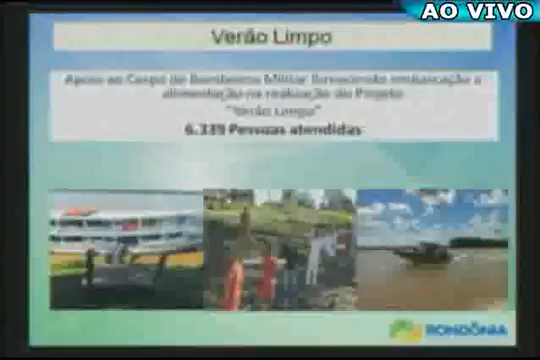 AO VIVO
Verão Limpo
Apoio ao Corpo de Bombeiros Militar fornecendo embarcação e
alimentação na realização do Projeto
"Verão Limpo"
6.339 Pessoas atendidas
RONDÔNIA